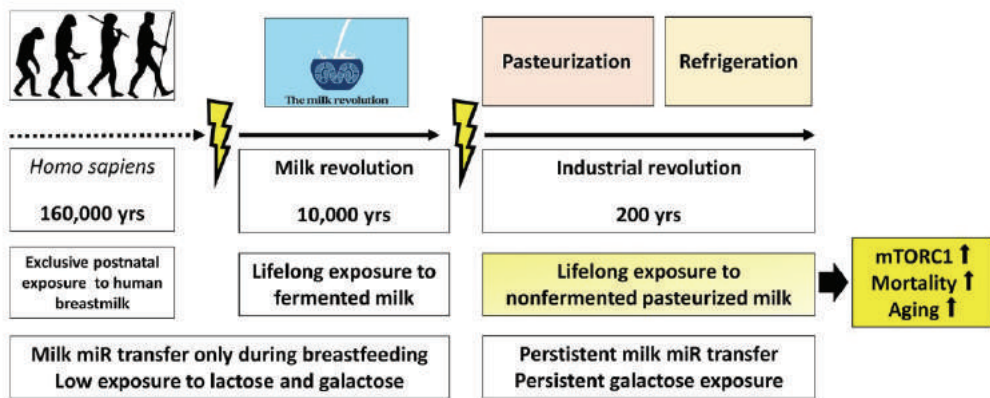 The milk revolution
Pasteurization
Refrigeration
Homo sapiens
160,000 yrs
Milk revolution
10,000 yrs
Industrial revolution
200 yrs
Exclusive postnatal
exposure to human
breastmilk
Lifelong exposure to
fermented milk
Lifelong exposure to
nonfermented pasteurized milk
mTORC1 ↑
Mortality ↑
Aging ↑
Milk miR transfer only during breastfeeding
Low exposure to lactose and galactose
Perstistent milk miR transfer
Persistent galactose exposure